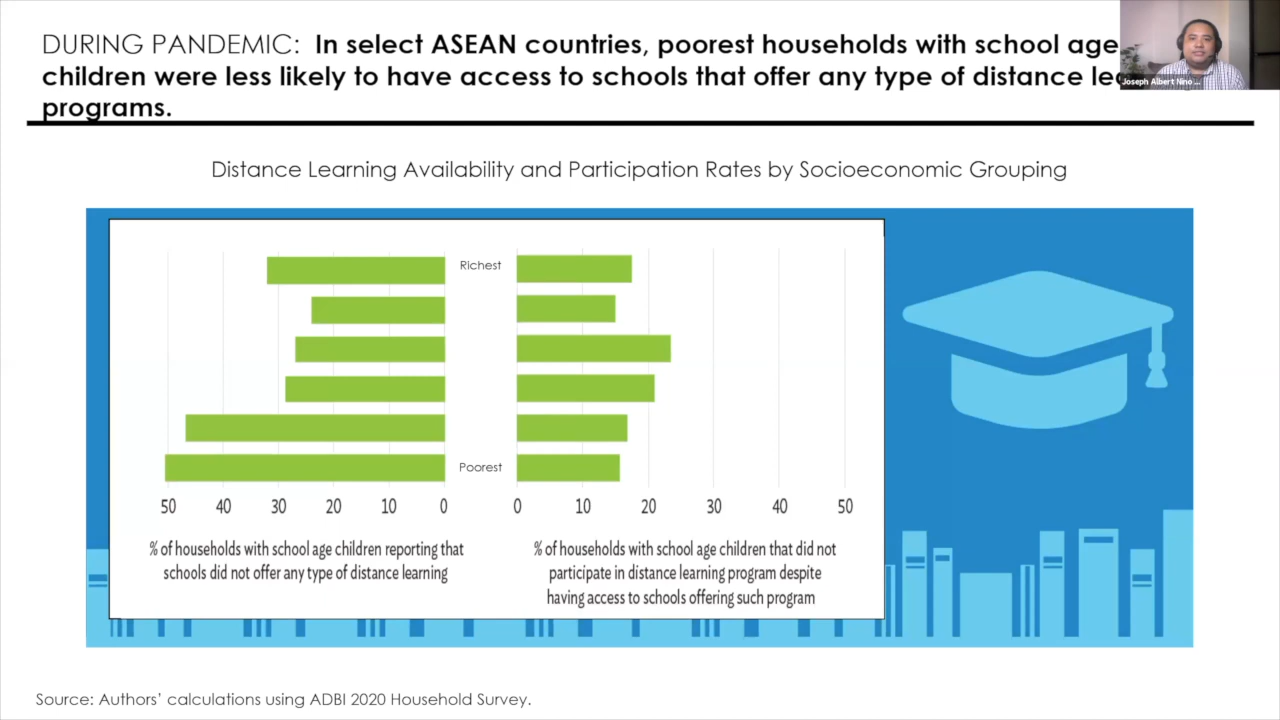 DURING PANDEMIC: In select ASEAN countries, poorest households with school age
children were less likely to have access to schools that offer any type of distance
programs.
Joseph Albert Nino ...
Distance Learning Availability and Participation Rates by Socioeconomic Grouping
Richest
Poorest
50 40 30 20 10 0
0 10 20 30 40 50
% of households with school age children reporting that
schools did not offer any type of distance learning
% of households with school age children that did not
participate in distance learning program despite
having access to schools offering such program
Source: Authors’ calculations using ADBI 2020 Household Survey.